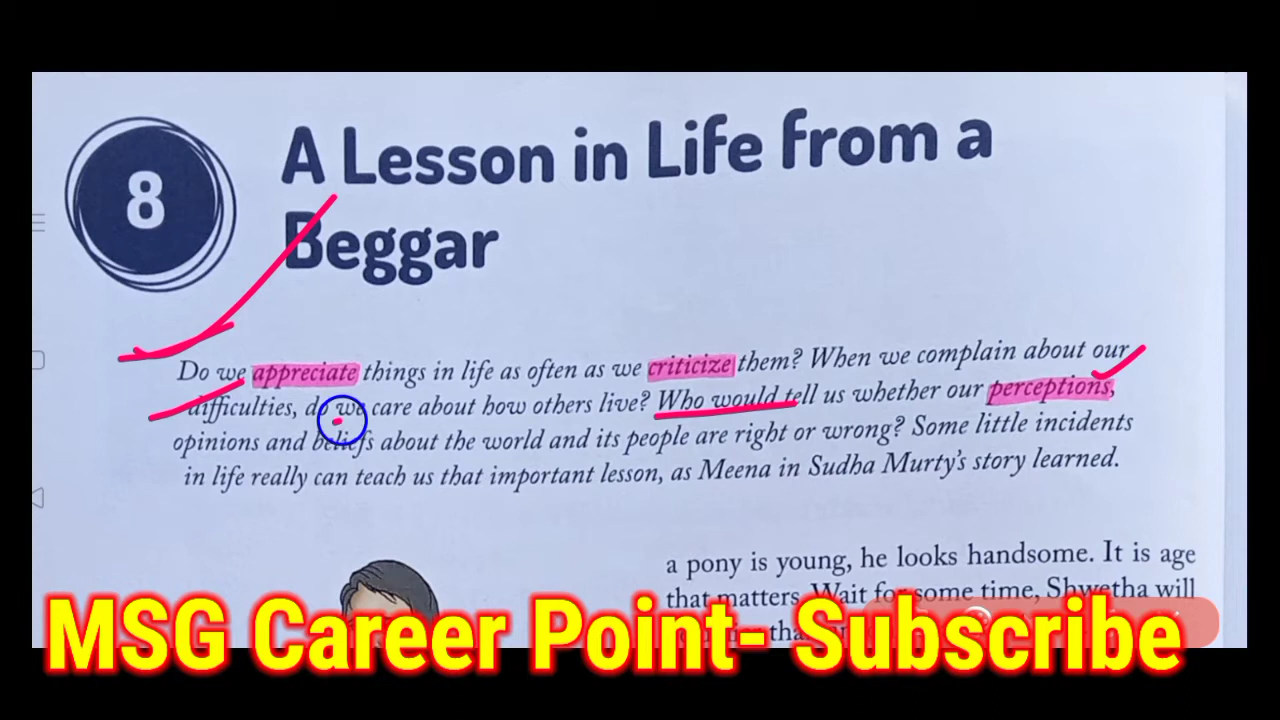 8
A Lesson in Life from a
Beggar
Do we appreciate things in life as often as we criticize them? When we complain about our
difficulties, do we care about how others live? Who would tell us whether our perceptions,
opinions and beliefs about the world and its people are right or wrong? Some little incidents
in life really can teach us that important lesson, as Meena in Sudha Murty's story learned.
a pony is young, he looks handsome. It is age
that matters. Wait for some time, Shwetha will
MSG Career Point- Subscribe